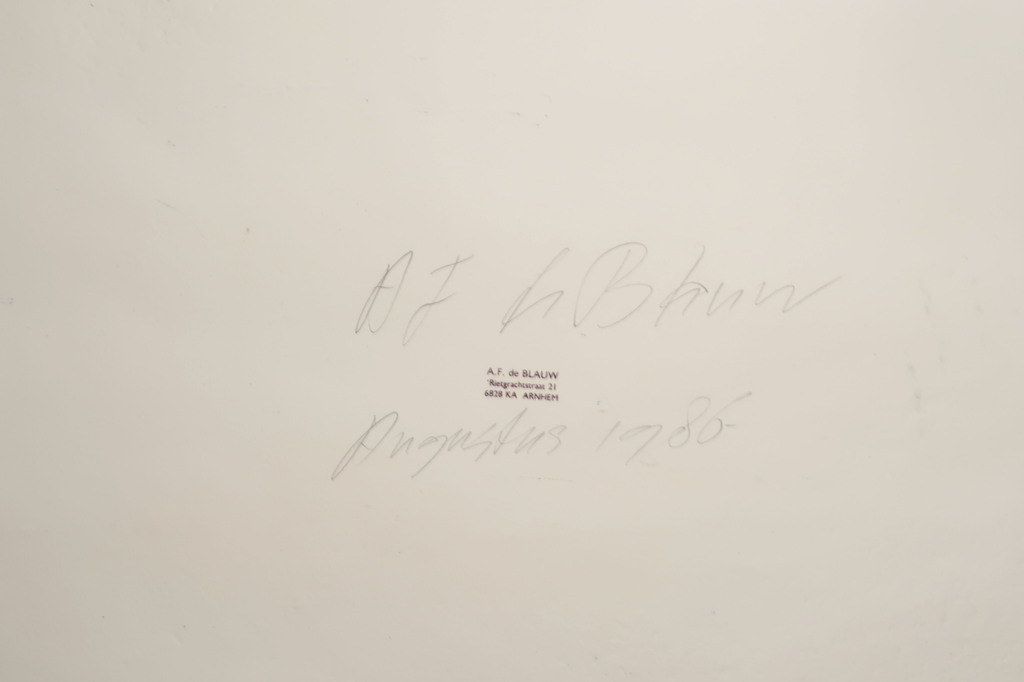 A F de Blauw
A.F. de BLAUW
Rietgrachtstraat 21
6828 KA ARNHEM
Augustus 1986